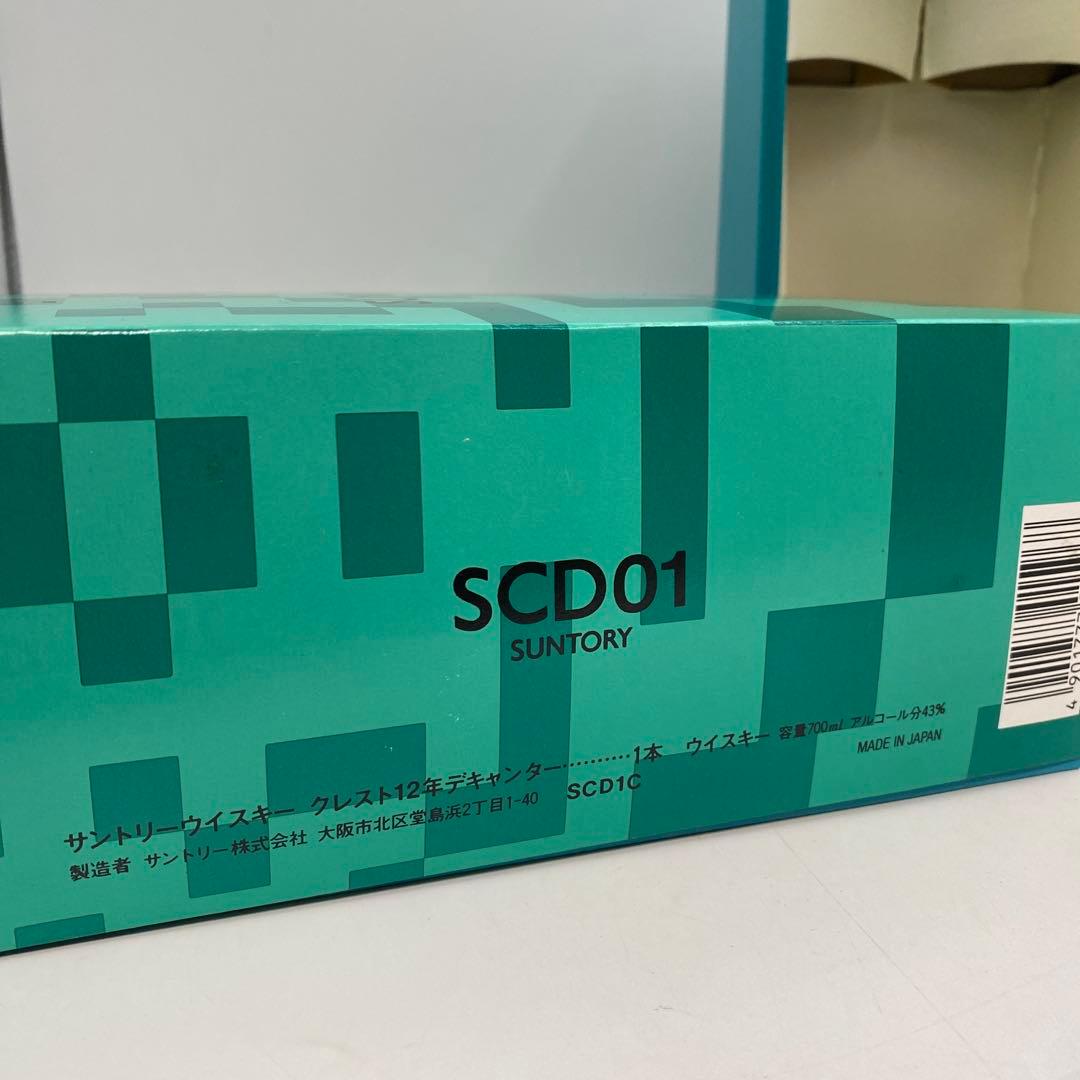 SCD01
SUNTORY
サントリーウイスキー クレスト12年デキャンター‥‥‥‥‥1本 ウイスキー 容量700ml アルコール分43%
製造者 サントリー株式会社 大阪市北区堂島浜2丁目1-40 SCD1C MADE IN JAPAN